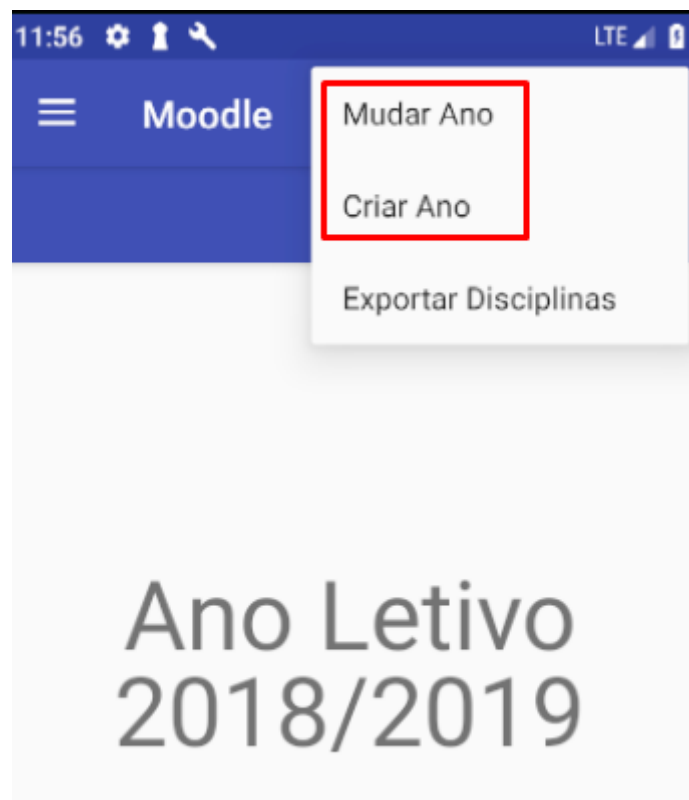 11:56 LTE
Moodle
Mudar Ano
Criar Ano
Exportar Disciplinas
Ano Letivo
2018/2019